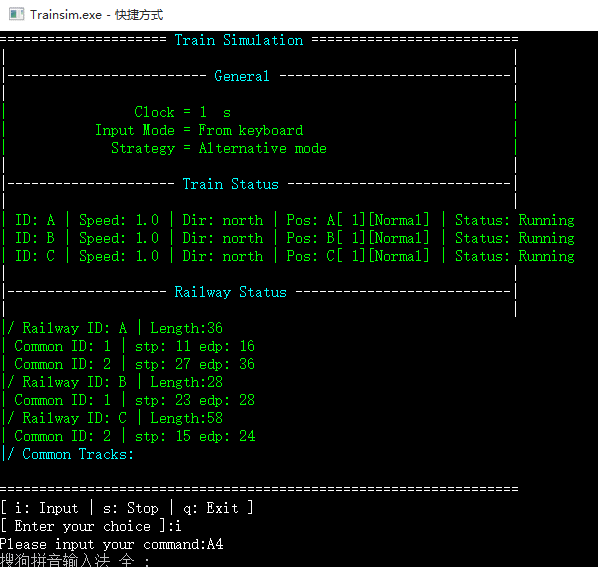 Trainsim.exe - 快捷方式
====================== Train Simulation ==========================
|------------------------- General -----------------------------|
Clock = 1 s
Input Mode = From keyboard
Strategy = Alternative mode
|-------------------- Train Status ----------------------------|
| ID: A | Speed: 1.0 | Dir: north | Pos: A[ 1][Normal] | Status: Running
| ID: B | Speed: 1.0 | Dir: north | Pos: B[ 1][Normal] | Status: Running
| ID: C | Speed: 1.0 | Dir: north | Pos: C[ 1][Normal] | Status: Running
|-------------------- Railway Status ----------------------------|
|/ Railway ID: A | Length:36
| Common ID: 1 | stp: 11 edp: 16
| Common ID: 2 | stp: 27 edp: 36
|/ Railway ID: B | Length:28
| Common ID: 1 | stp: 23 edp: 28
|/ Railway ID: C | Length:58
| Common ID: 2 | stp: 15 edp: 24
|/ Common Tracks:
=================================================================
[ i: Input | s: Stop | q: Exit ]
[ Enter your choice ]:i
Please input your command:A4
搜狗拼音输入法 全 :